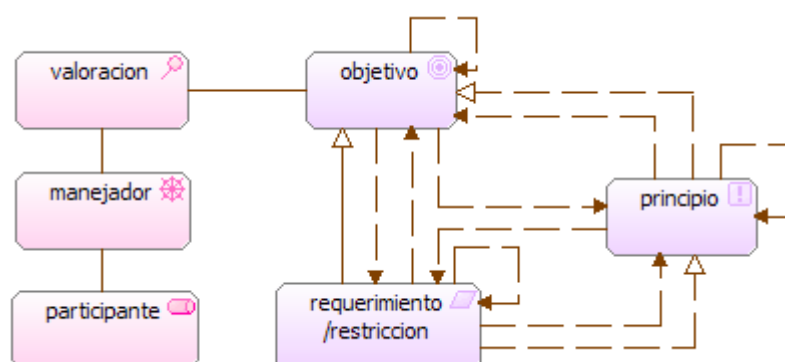 valoracion
objetivo
manejador
principio
participante
requerimiento
/restriccion